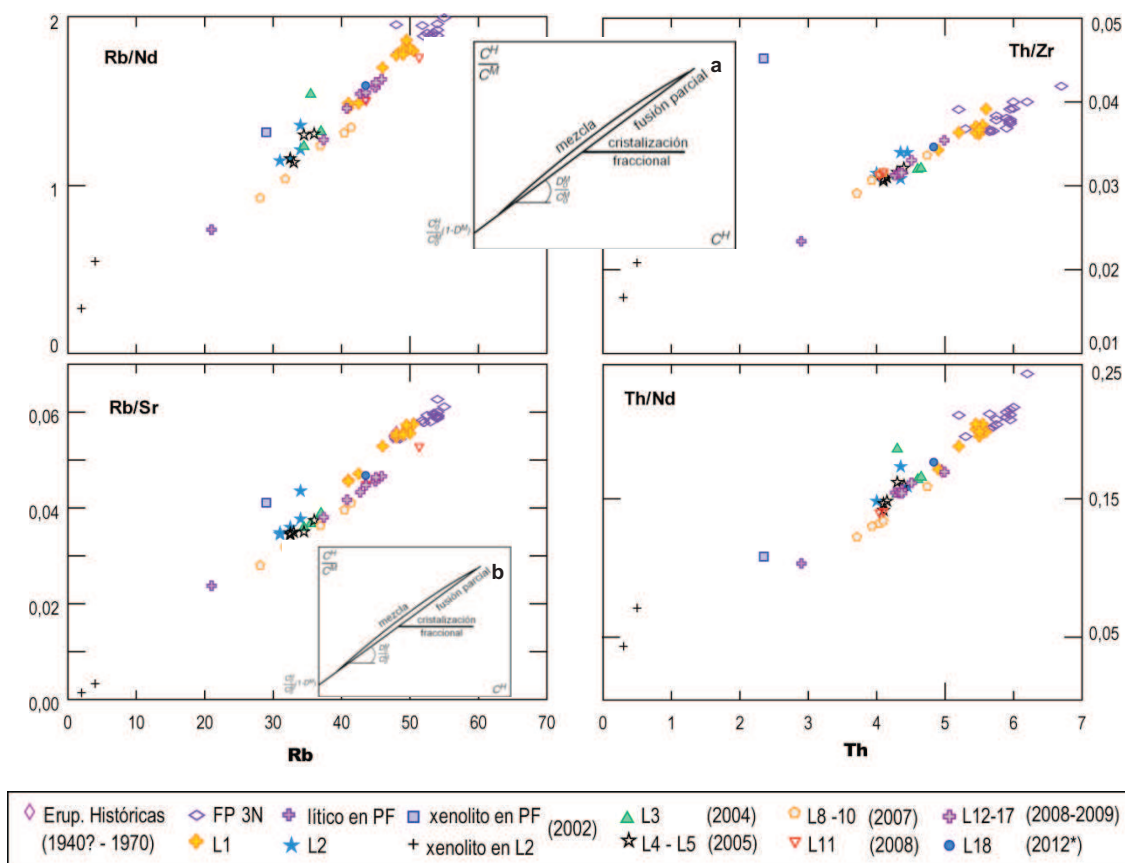 2
1
0
Rb/Nd
C^H
C^M
a
mezcla
fusión parcial
cristalización
fraccional
(1-D^M)
C^H
Th/Zr
0,05
0,04
0,03
0,02
0,01
Rb/Sr
0,06
0,04
0,02
0,00
C^H
b
mezcla
fusión parcial
cristalización
fraccional
(1-D^M)
C^H
Th/Nd
0,25
0,15
0,05
0 10 20 30 40 50 60 70
Rb
0 1 2 3 4 5 6 7
Th
Erup. Históricas
(1940? - 1970)
FP 3N
L1
lítico en PF
L2
xenolito en PF
xenolito en L2
(2002)
L3 (2004)
L4 - L5 (2005)
L8 -10 (2007)
L11 (2008)
L12-17 (2008-2009)
L18 (2012*)